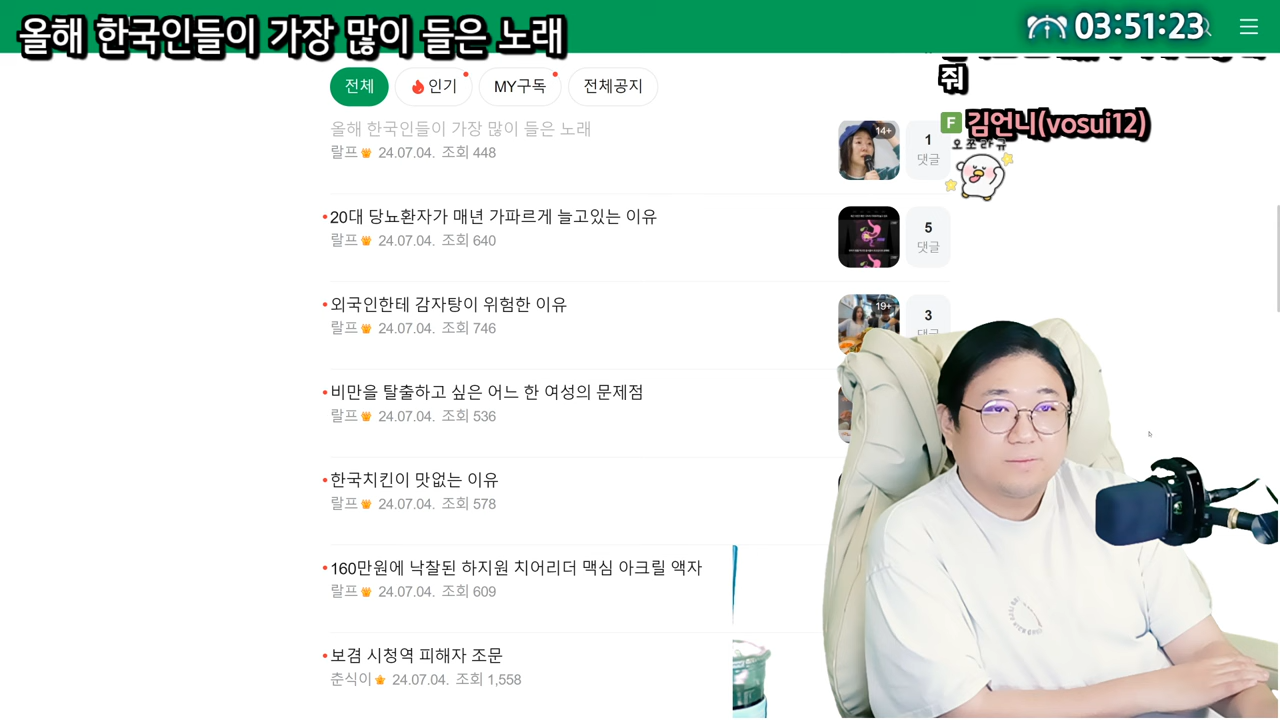 올해 한국인들이 가장 많이 들은 노래
03:51:23
전체
인기
MY구독
전체공지
줘
F 김언니(vosui12)
오쪼라규
올해 한국인들이 가장 많이 들은 노래
랄프 24.07.04. 조회 448
14+
1
댓글
20대 당뇨환자가 매년 가파르게 늘고있는 이유
랄프 24.07.04. 조회 640
5
댓글
외국인한테 감자탕이 위험한 이유
랄프 24.07.04. 조회 746
19+
3
댓글
비만을 탈출하고 싶은 어느 한 여성의 문제점
랄프 24.07.04. 조회 536
한국치킨이 맛없는 이유
랄프 24.07.04. 조회 578
160만원에 낙찰된 하지원 치어리더 맥심 아크릴 액자
랄프 24.07.04. 조회 609
보겸 시청역 피해자 조문
춘식이 24.07.04. 조회 1,558